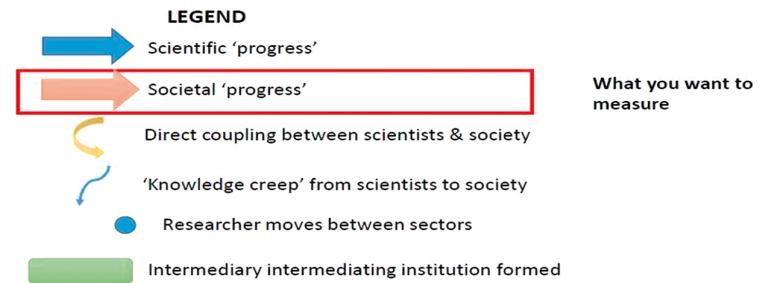 LEGEND
Scientific ‘progress’
Societal ‘progress’
What you want to
measure
Direct coupling between scientists & society
‘Knowledge creep’ from scientists to society
Researcher moves between sectors
Intermediary intermediating institution formed